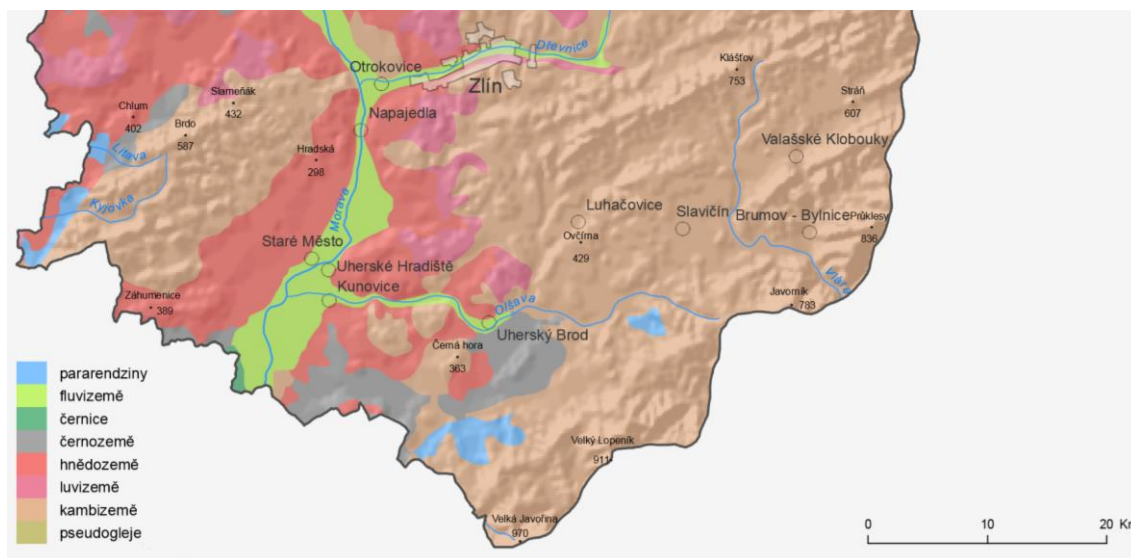 Dřevnice
Otrokovice
Zlín
Klášťov
753
Stráň
607
Slameňák
432
Chlum
402
Brdo
587
Napajedla
Hradská
298
Litava
Kyjovka
Morava
Valašské Klobouky
Luhačovice
Ovčírna
429
Slavičín
Brumov - Bylnice
Průklesy
836
Vlára
Staré Město
Uherské Hradiště
Kunovice
Záhumenice
389
Olšava
Uherský Brod
Javorník
783
Černá hora
363
Velký Lopeník
911
Velká Javořina
970
pararendziny
fluvizemě
černice
černozemě
hnědozemě
luvizemě
kambizemě
pseudogleje
0 10 20 Km